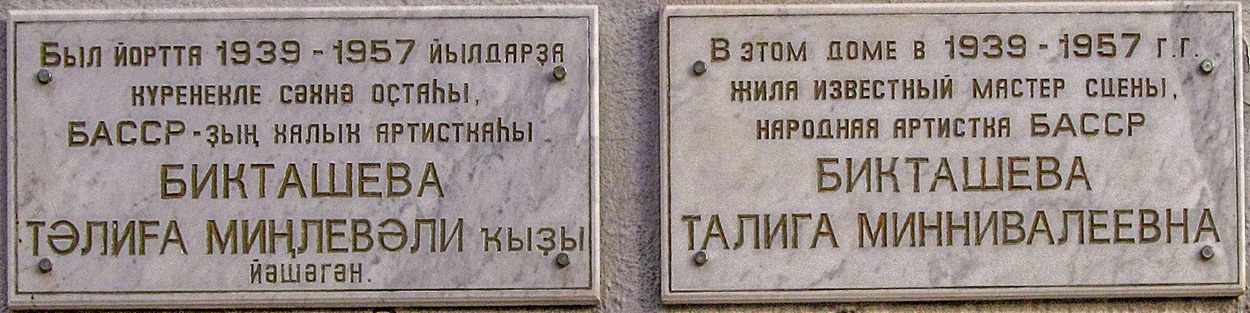 Был йортта 1939 - 1957 йылдарҙа
күренекле сәхнә оҫтаһы,
БАССР-ҙың халыҡ артисткаһы
БИКТАШЕВА
ТӘЛИҒА МИҢЛЕВӘЛИ ҡыҙы
йәшәгән.
В этом доме в 1939 - 1957 г.г.
жила известный мастер сцены,
народная артистка БАССР
БИКТАШЕВА
ТАЛИГА МИННИВАЛЕЕВНА